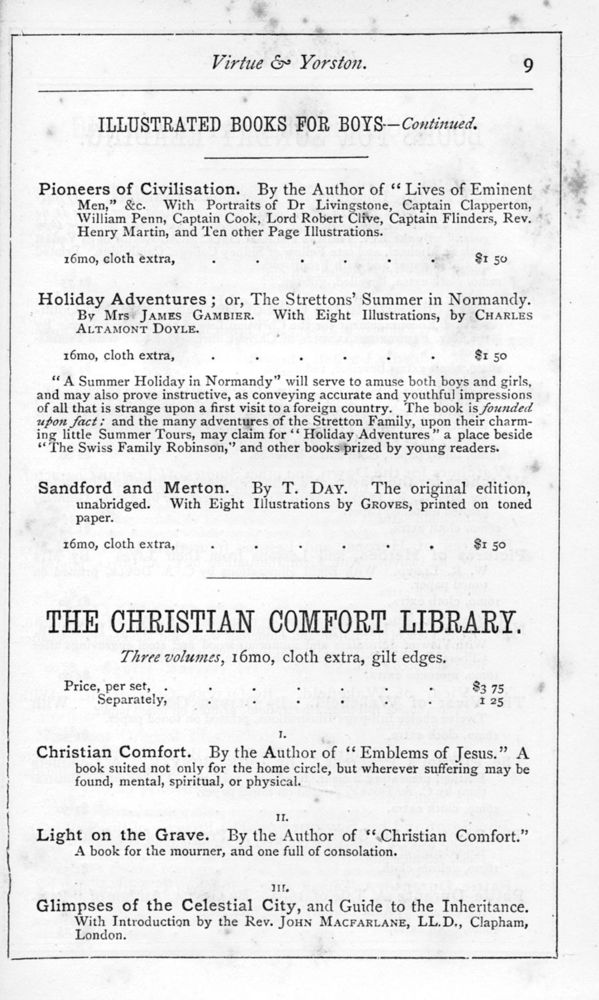 Virtue & Yorston. 9
ILLUSTRATED BOOKS FOR BOYS—Continued.
Pioneers of Civilisation. By the Author of “Lives of Eminent
Men,” &c. With Portraits of Dr Livingstone, Captain Clapperton,
William Penn, Captain Cook, Lord Robert Clive, Captain Flinders, Rev.
Henry Martin, and Ten other Page Illustrations.
16mo, cloth extra, . . . . . . $1 50
Holiday Adventures; or, The Strettons’ Summer in Normandy.
By Mrs JAMES GAMBIER. With Eight Illustrations, by CHARLES
ALTAMONT DOYLE.
16mo, cloth extra, . . . . . . $1 50
“A Summer Holiday in Normandy” will serve to amuse both boys and girls,
and may also prove instructive, as conveying accurate and youthful impressions
of all that is strange upon a first visit to a foreign country. The book is founded
upon fact: and the many adventures of the Stretton Family, upon their charm-
ing little Summer Tours, may claim for “Holiday Adventures” a place beside
“The Swiss Family Robinson,” and other books prized by young readers.
Sandford and Merton. By T. DAY. The original edition,
unabridged. With Eight Illustrations by GROVES, printed on toned
paper.
16mo, cloth extra, . . . . . . $1 50
THE CHRISTIAN COMFORT LIBRARY.
Three volumes, 16mo, cloth extra, gilt edges.
Price, per set, . . . . . . . $3 75
Separately, . . . . . . 1 25
I.
Christian Comfort. By the Author of “Emblems of Jesus.” A
book suited not only for the home circle, but wherever suffering may be
found, mental, spiritual, or physical.
II.
Light on the Grave. By the Author of “Christian Comfort.”
A book for the mourner, and one full of consolation.
III.
Glimpses of the Celestial City, and Guide to the Inheritance.
With Introduction by the Rev. JOHN MACFARLANE, LL.D., Clapham,
London.